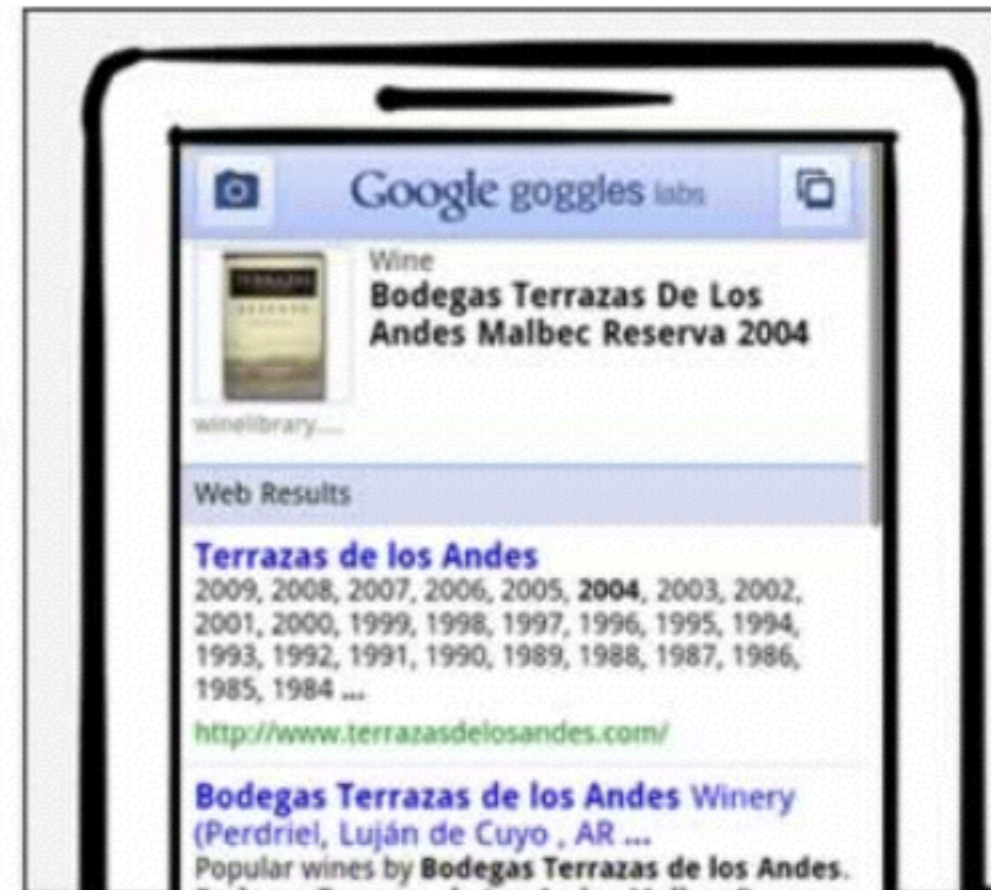 Google goggles labs
Wine
Bodegas Terrazas De Los
Andes Malbec Reserva 2004
TERRAZAS
RESERVA
winelibrary....
Web Results
Terrazas de los Andes
2009, 2008, 2007, 2006, 2005, 2004, 2003, 2002,
2001, 2000, 1999, 1998, 1997, 1996, 1995, 1994,
1993, 1992, 1991, 1990, 1989, 1988, 1987, 1986,
1985, 1984 ...
http://www.terrazasdelosandes.com/
Bodegas Terrazas de los Andes Winery
(Perdriel, Luján de Cuyo , AR ...
Popular wines by Bodegas Terrazas de los Andes.